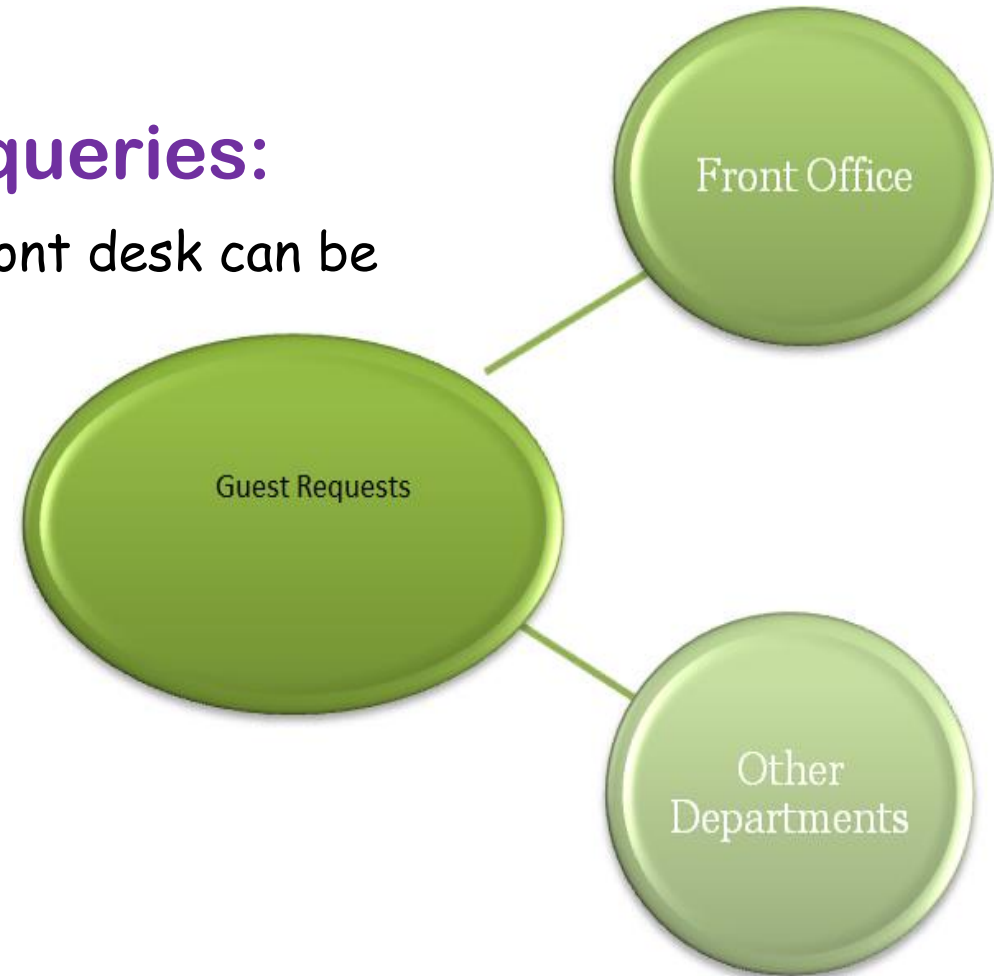 queries:
ont desk can be
Front Office
Guest Requests
Other
Departments